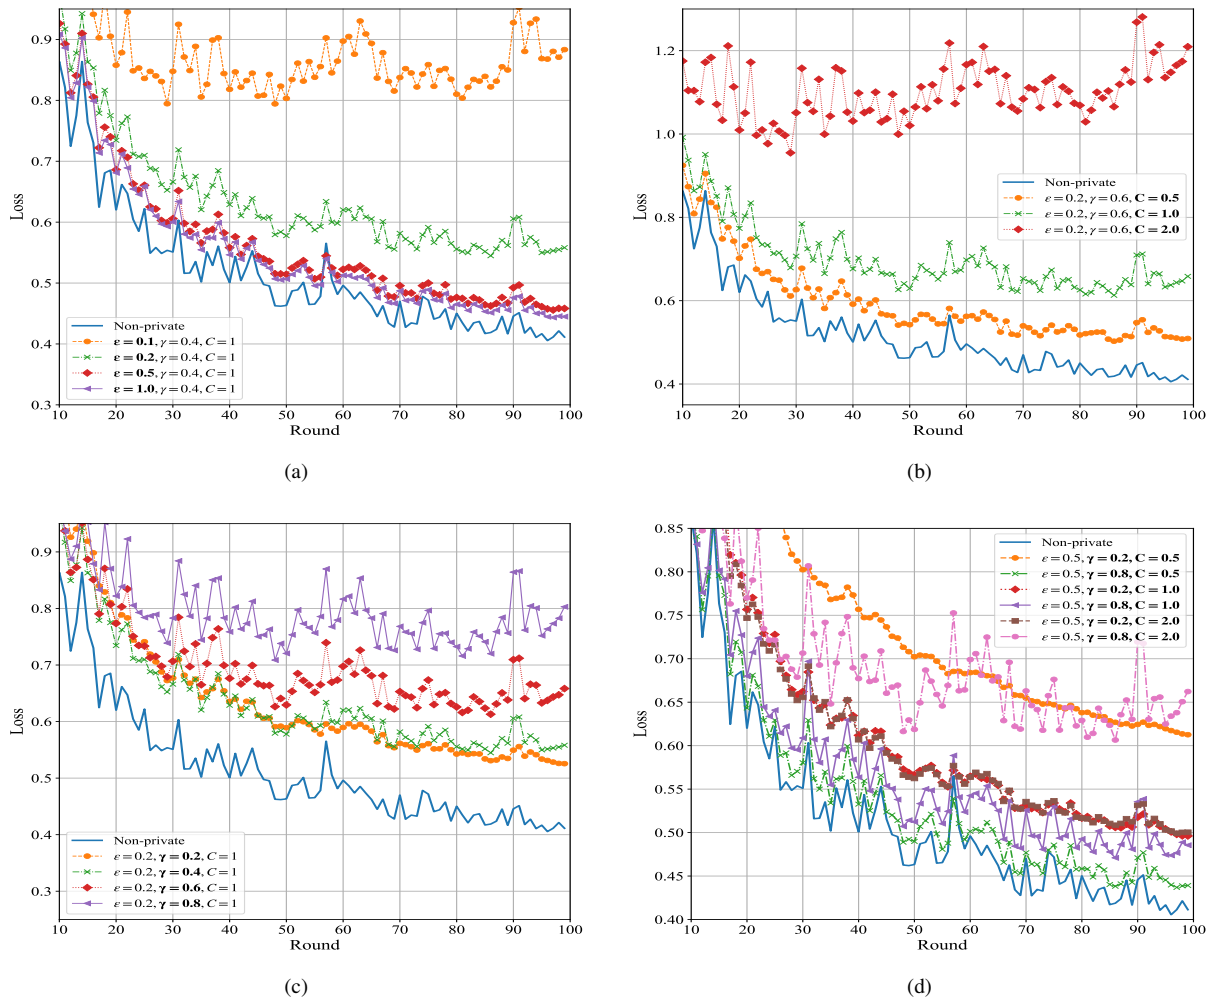 0.9
0.8
0.7
0.6
0.5
0.4
0.3
Loss
10 20 30 40 50 60 70 80 90 100
Round
Non-private
ε=0.1, γ=0.4, C=1
ε=0.2, γ=0.4, C=1
ε=0.5, γ=0.4, C=1
ε=1.0, γ=0.4, C=1
(a)
1.2
1.0
0.8
0.6
0.4
Loss
10 20 30 40 50 60 70 80 90 100
Round
Non-private
ε=0.2, γ=0.6, C=0.5
ε=0.2, γ=0.6, C=1.0
ε=0.2, γ=0.6, C=2.0
(b)
0.9
0.8
0.7
0.6
0.5
0.4
0.3
Loss
10 20 30 40 50 60 70 80 90 100
Round
Non-private
ε=0.2, γ=0.2, C=1
ε=0.2, γ=0.4, C=1
ε=0.2, γ=0.6, C=1
ε=0.2, γ=0.8, C=1
(c)
0.85
0.80
0.75
0.70
0.65
0.60
0.55
0.50
0.45
0.40
Loss
10 20 30 40 50 60 70 80 90 100
Round
Non-private
ε=0.5, γ=0.2, C=0.5
ε=0.5, γ=0.8, C=0.5
ε=0.5, γ=0.2, C=1.0
ε=0.5, γ=0.8, C=1.0
ε=0.5, γ=0.2, C=2.0
ε=0.5, γ=0.8, C=2.0
(d)